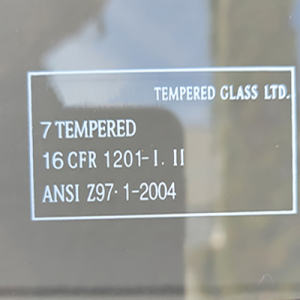 TEMPERED GLASS LTD.
7 TEMPERED
16 CFR 1201-I. II
ANSI Z97·1-2004